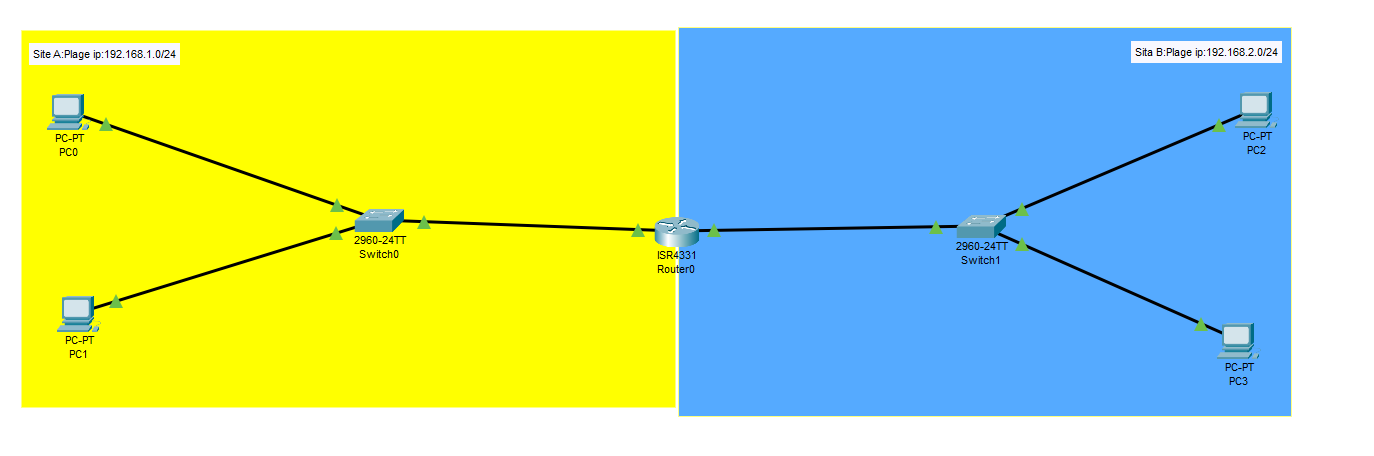 Site A:Plage ip:192.168.1.0/24
Sita B:Plage ip:192.168.2.0/24
PC-PT
PC0
PC-PT
PC2
2960-24TT
Switch0
ISR4331
Router0
2960-24TT
Switch1
PC-PT
PC1
PC-PT
PC3